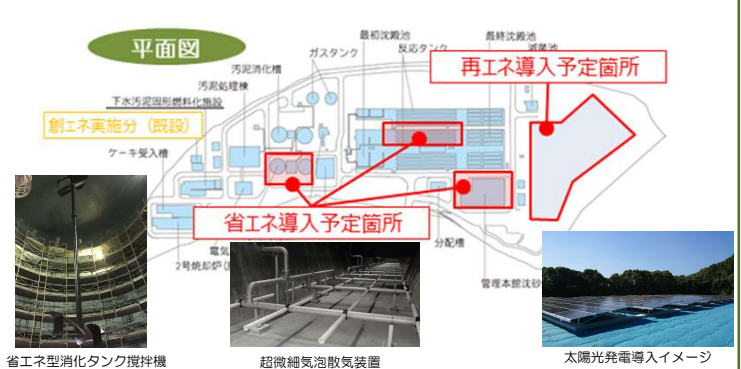 平面図
最初沈殿池
反応タンク
最終沈殿池
ガスタンク
汚泥消化槽
汚泥処理棟
下水汚泥固形燃料化施設
創エネ実施分（既設）
ケーキ受入槽
再エネ導入予定箇所
省エネ導入予定箇所
電気
2号焼却炉
分配槽
管理本館沈砂
省エネ型消化タンク撹拌機
超微細気泡散気装置
太陽光発電導入イメージ